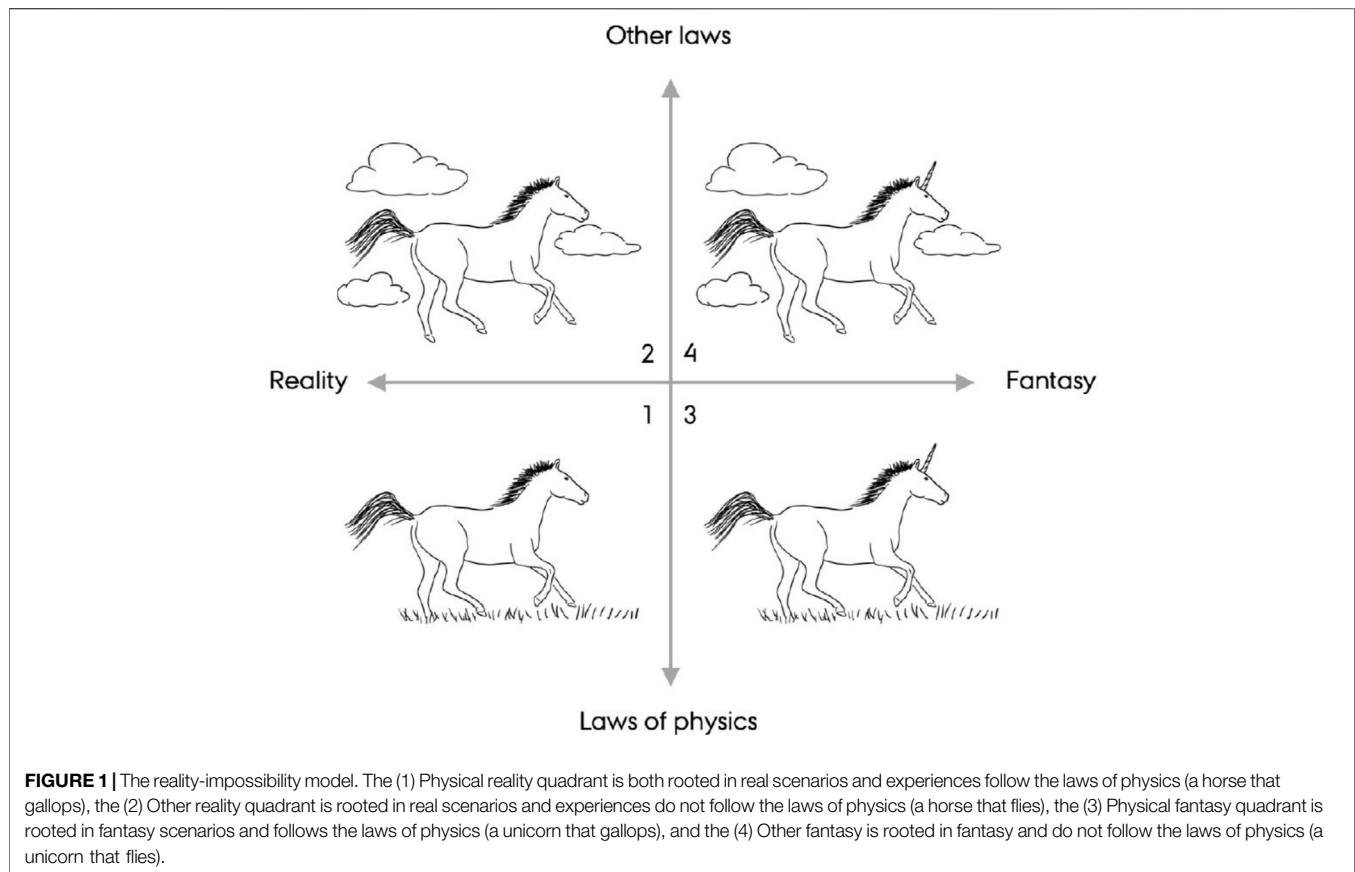 Other laws
2 4
Reality
Fantasy
1 3
Laws of physics
FIGURE 1 | The reality-impossibility model. The (1) Physical reality quadrant is both rooted in real scenarios and experiences follow the laws of physics (a horse that
gallops), the (2) Other reality quadrant is rooted in real scenarios and experiences do not follow the laws of physics (a horse that flies), the (3) Physical fantasy quadrant is
rooted in fantasy scenarios and follows the laws of physics (a unicorn that gallops), and the (4) Other fantasy is rooted in fantasy and do not follow the laws of physics (a
unicorn that flies).